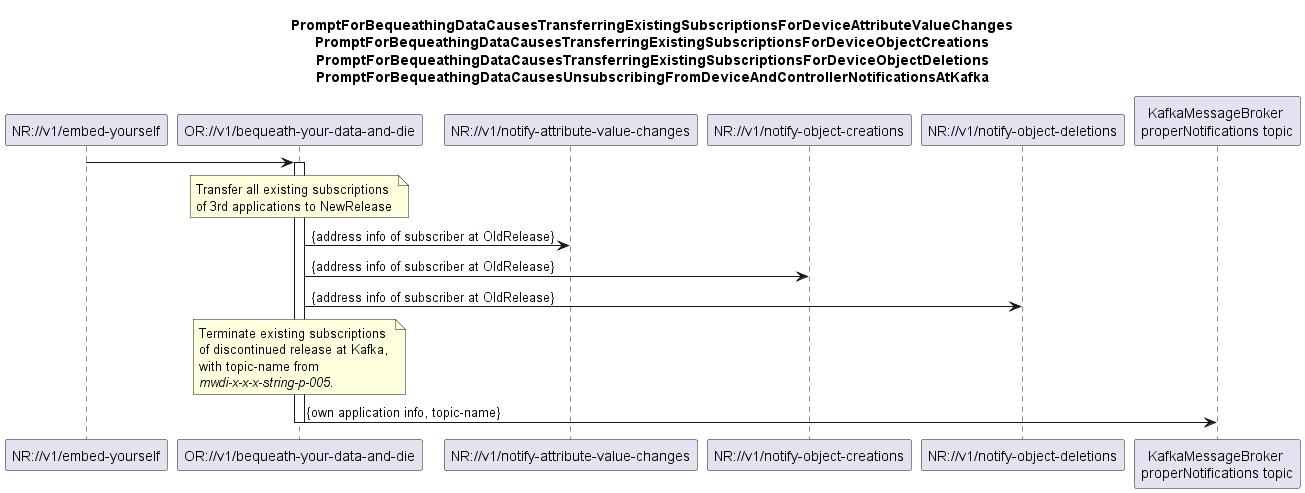 PromptForBequeathingDataCausesTransferringExistingSubscriptionsForDeviceAttributeValueChanges
PromptForBequeathingDataCausesTransferringExistingSubscriptionsForDeviceObjectCreations
PromptForBequeathingDataCausesTransferringExistingSubscriptionsForDeviceObjectDeletions
PromptForBequeathingDataCausesUnsubscribingFromDeviceAndControllerNotificationsAtKafka
NR://v1/embed-yourself
OR://v1/bequeath-your-data-and-die
NR://v1/notify-attribute-value-changes
NR://v1/notify-object-creations
NR://v1/notify-object-deletions
KafkaMessageBroker
properNotifications topic
Transfer all existing subscriptions
of 3rd applications to NewRelease
{address info of subscriber at OldRelease}
{address info of subscriber at OldRelease}
{address info of subscriber at OldRelease}
Terminate existing subscriptions
of discontinued release at Kafka,
with topic-name from
mwdi-x-x-x-string-p-005.
{own application info, topic-name}
NR://v1/embed-yourself
OR://v1/bequeath-your-data-and-die
NR://v1/notify-attribute-value-changes
NR://v1/notify-object-creations
NR://v1/notify-object-deletions
KafkaMessageBroker
properNotifications topic